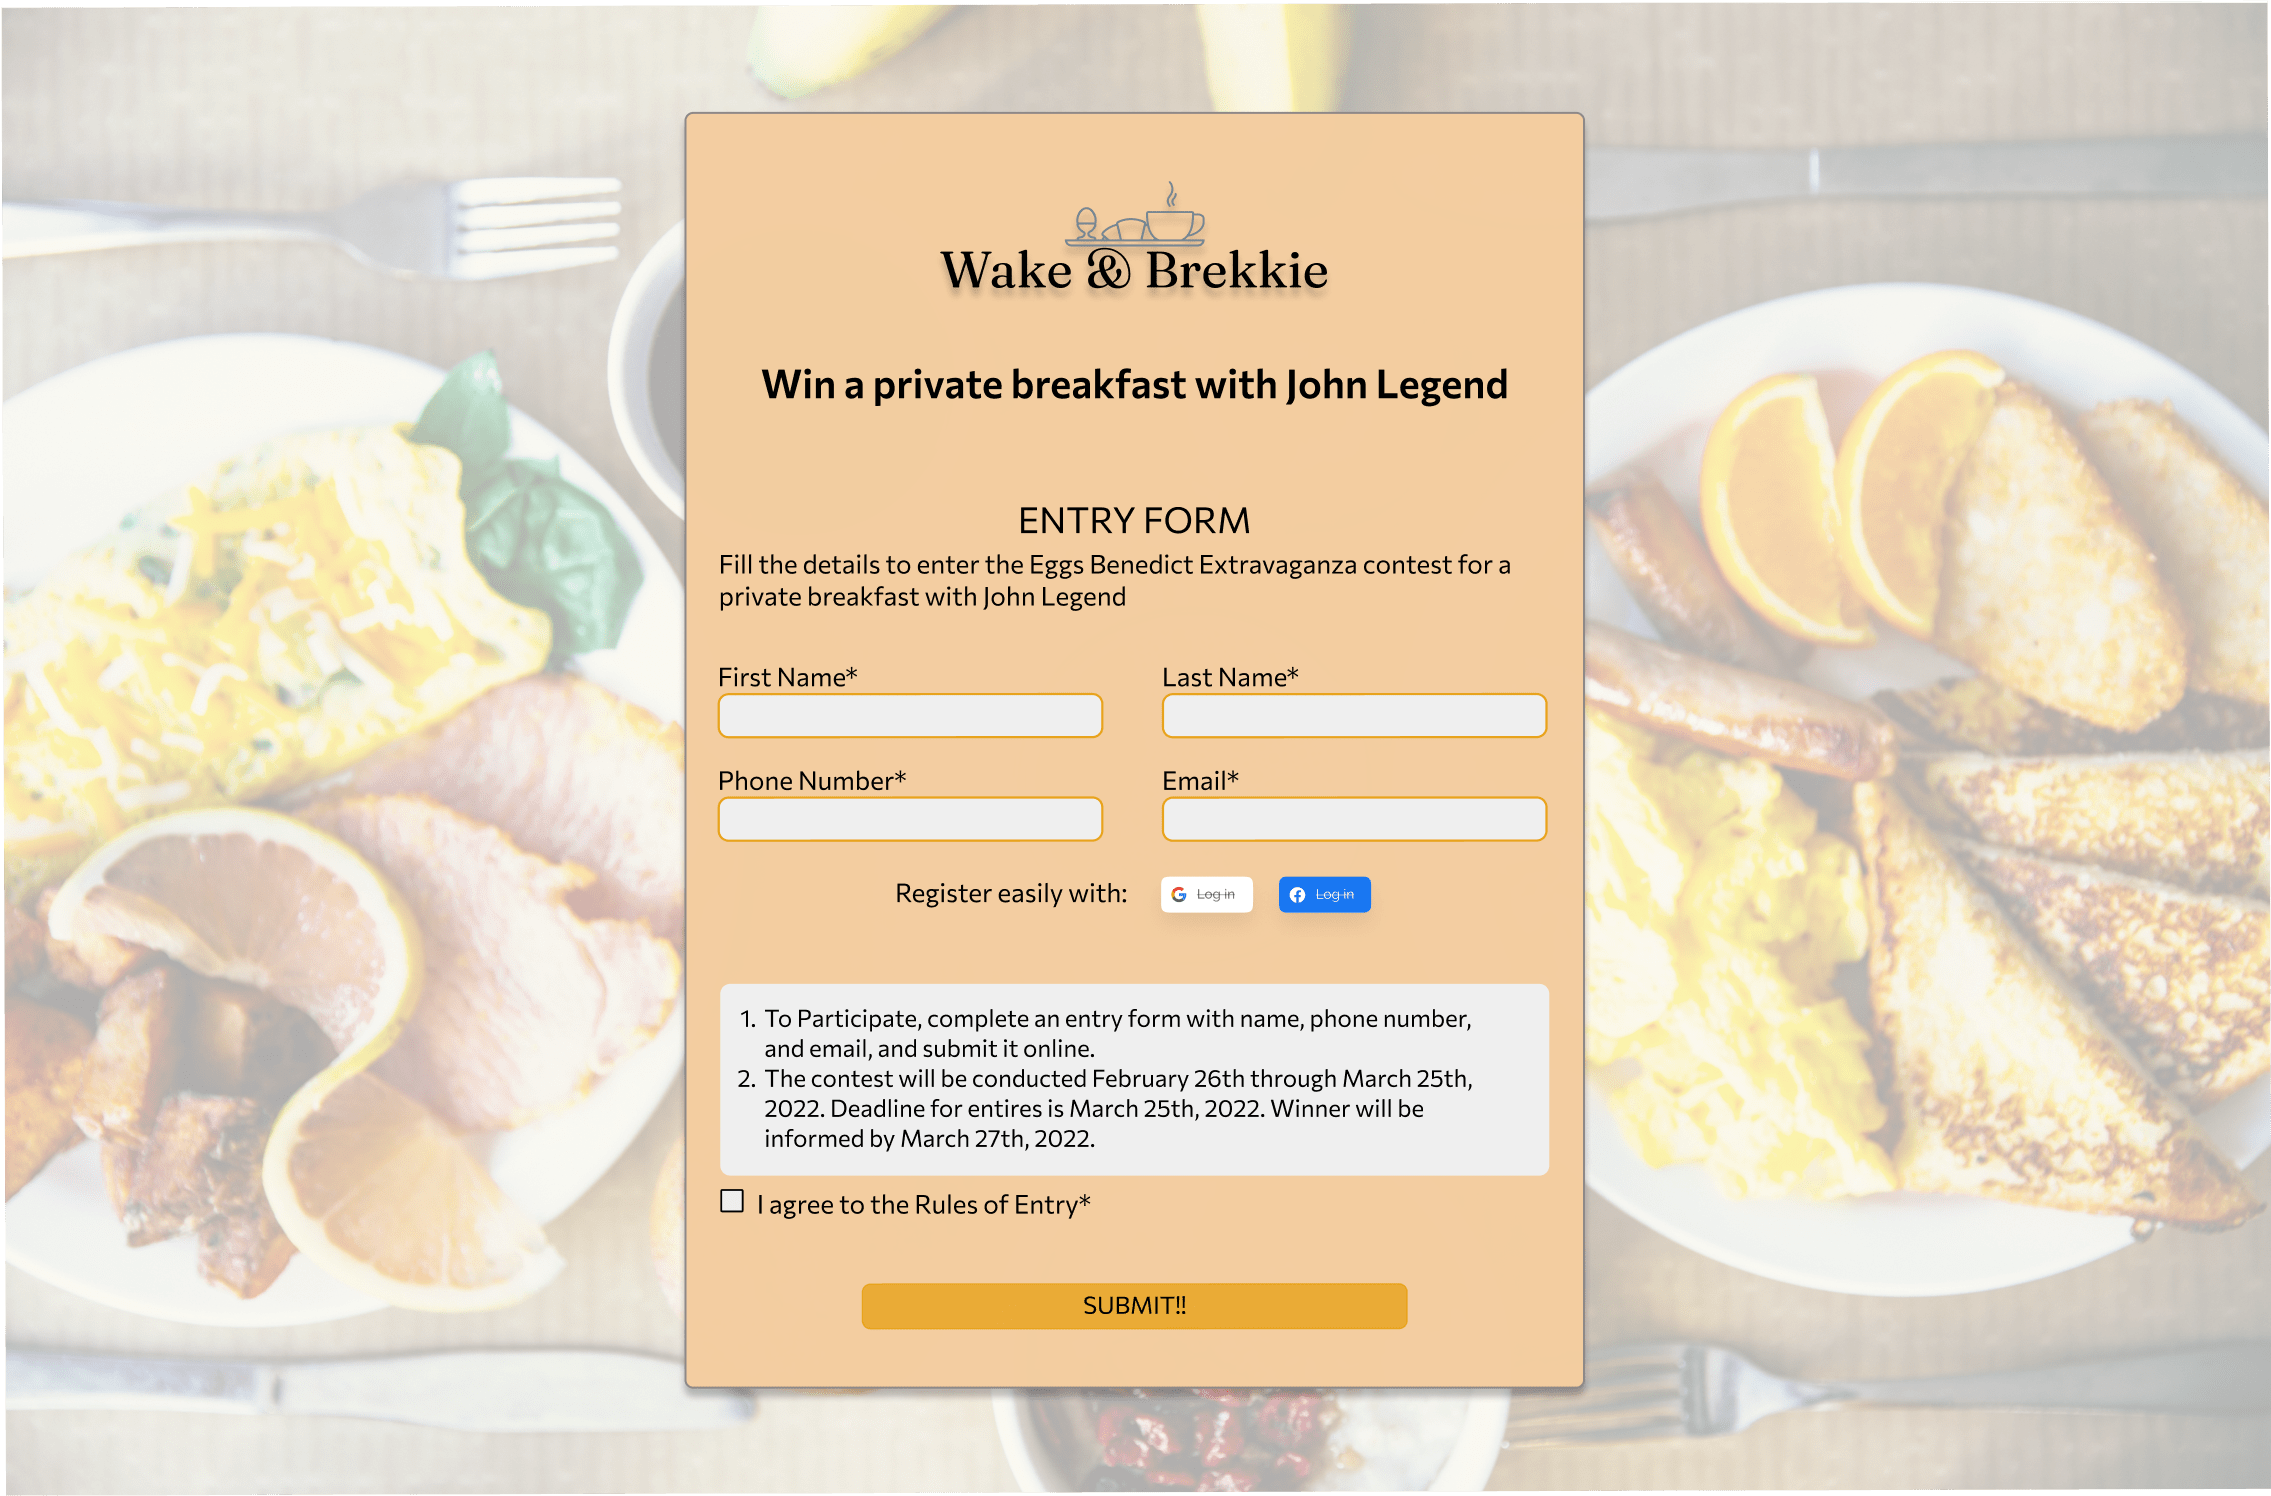 Wake & Brekkie
Win a private breakfast with John Legend
ENTRY FORM
Fill the details to enter the Eggs Benedict Extravaganza contest for a
private breakfast with John Legend
First Name*
Last Name*
Phone Number*
Email*
Register easily with:
Log in
Log in
1. To Participate, complete an entry form with name, phone number,
and email, and submit it online.
2. The contest will be conducted February 26th through March 25th,
2022. Deadline for entires is March 25th, 2022. Winner will be
informed by March 27th, 2022.
I agree to the Rules of Entry*
SUBMIT!!